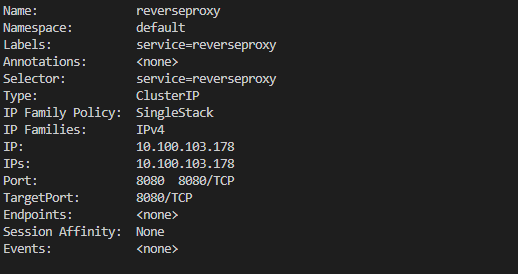 Name: reverseproxy
Namespace: default
Labels: service=reverseproxy
Annotations: <none>
Selector: service=reverseproxy
Type: ClusterIP
IP Family Policy: SingleStack
IP Families: IPv4
IP: 10.100.103.178
IPs: 10.100.103.178
Port: 8080 8080/TCP
TargetPort: 8080/TCP
Endpoints: <none>
Session Affinity: None
Events: <none>